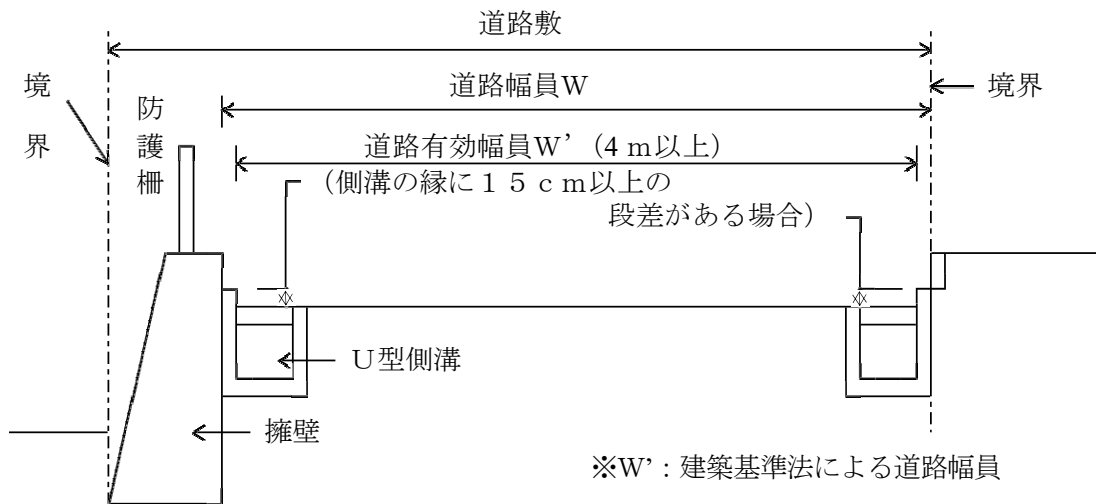 道路敷
境界
道路幅員W
境界
防護柵
道路有効幅員W’（4ｍ以上）
（側溝の縁に１５ｃｍ以上の
段差がある場合）
Ｕ型側溝
擁壁
※W’：建築基準法による道路幅員